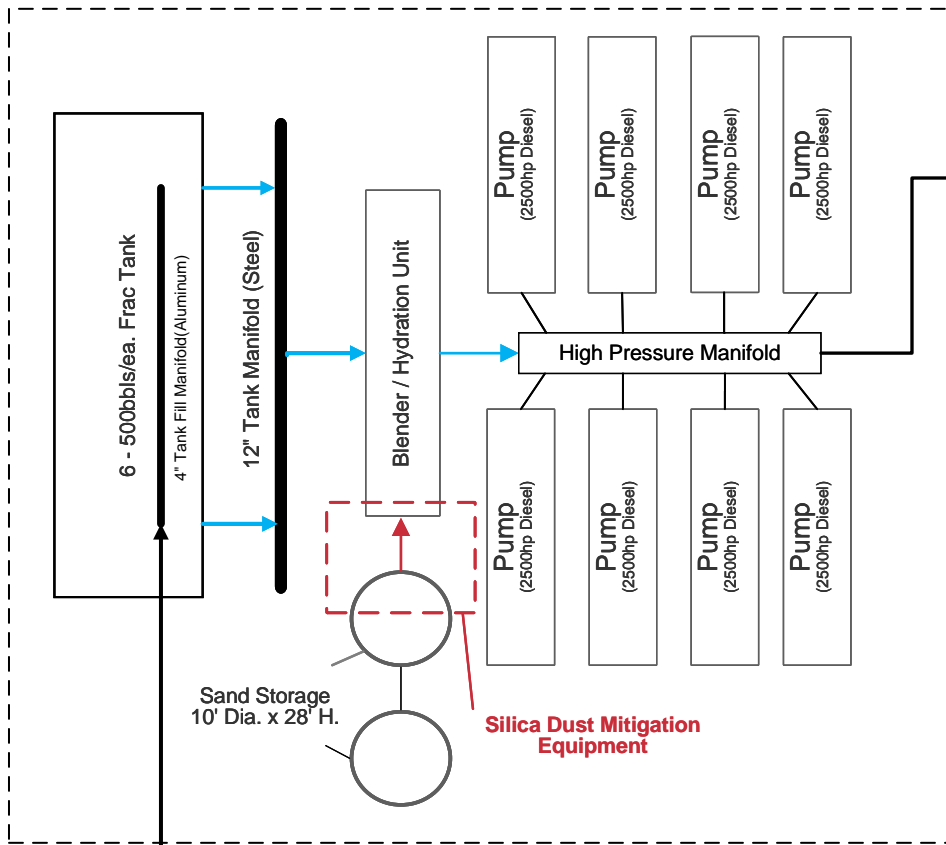 6 - 500bbls/ea. Frac Tank
4" Tank Fill Manifold(Aluminum)
12" Tank Manifold (Steel)
Blender / Hydration Unit
Pump
(2500hp Diesel)
Pump
(2500hp Diesel)
Pump
(2500hp Diesel)
Pump
(2500hp Diesel)
High Pressure Manifold
Pump
(2500hp Diesel)
Pump
(2500hp Diesel)
Pump
(2500hp Diesel)
Pump
(2500hp Diesel)
Sand Storage
10' Dia. x 28' H.
Silica Dust Mitigation
Equipment